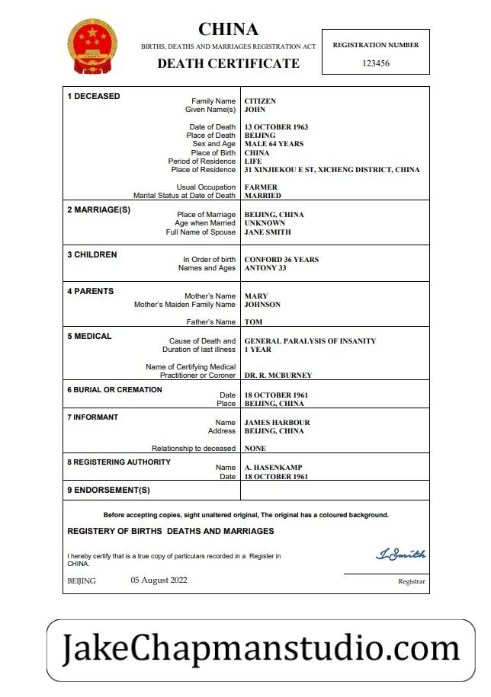 CHINA
BIRTHS, DEATHS AND MARRIAGES REGISTRATION ACT
DEATH CERTIFICATE
REGISTRATION NUMBER
123456
1 DECEASED
Family Name CITIZEN
Given Name(s) JOHN
Date of Death 13 OCTOBER 1963
Place of Death BEIJING
Sex and Age MALE 64 YEARS
Place of Birth CHINA
Period of Residence LIFE
Place of Residence 31 XINJIEKOU E ST, XICHENG DISTRICT, CHINA
Usual Occupation FARMER
Marital Status at Date of Death MARRIED
2 MARRIAGE(S)
Place of Marriage BEIJING, CHINA
Age when Married UNKNOWN
Full Name of Spouse JANE SMITH
3 CHILDREN
In Order of birth CONFORD 36 YEARS
Names and Ages ANTONY 33
4 PARENTS
Mother's Name MARY
Mother's Maiden Family Name JOHNSON
Father's Name TOM
5 MEDICAL
Cause of Death and GENERAL PARALYSIS OF INSANITY
Duration of last illness 1 YEAR
Name of Certifying Medical
Practitioner or Coroner DR. R. MCBURNEY
6 BURIAL OR CREMATION
Date 18 OCTOBER 1961
Place BEIJING, CHINA
7 INFORMANT
Name JAMES HARBOUR
Address BEIJING, CHINA
Relationship to deceased NONE
8 REGISTERING AUTHORITY
Name A. HASENKAMP
Date 18 OCTOBER 1961
9 ENDORSEMENT(S)
Before accepting copies, sight unaltered original, The original has a coloured background.
REGISTERY OF BIRTHS DEATHS AND MARRIAGES
I hereby certify that is a true copy of particulars recorded in a Register in
CHINA.
I.Smith
BEIJING 05 August 2022 Registrar
JakeChapmanstudio.com